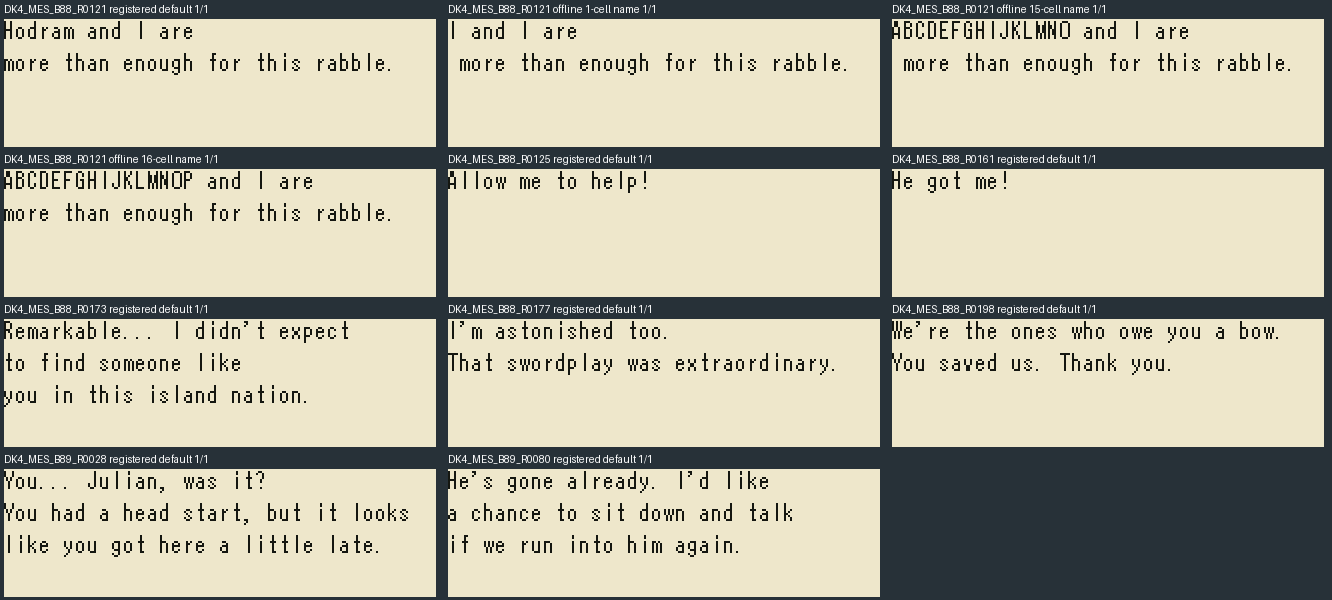 DK4_MES_B88_R0121 registered default 1/1
Hodram and I are
more than enough for this rabble.
DK4_MES_B88_R0121 offline 1-cell name 1/1
I and I are
more than enough for this rabble.
DK4_MES_B88_R0121 offline 15-cell name 1/1
ABCDEFGHIJKLMNO and I are
more than enough for this rabble.
DK4_MES_B88_R0121 offline 16-cell name 1/1
ABCDEFGHIJKLMNOP and I are
more than enough for this rabble.
DK4_MES_B88_R0125 registered default 1/1
Allow me to help!
DK4_MES_B88_R0161 registered default 1/1
He got me!
DK4_MES_B88_R0173 registered default 1/1
Remarkable... I didn't expect
to find someone like
you in this island nation.
DK4_MES_B88_R0177 registered default 1/1
I'm astonished too.
That swordplay was extraordinary.
DK4_MES_B88_R0198 registered default 1/1
We're the ones who owe you a bow.
You saved us. Thank you.
DK4_MES_B89_R0028 registered default 1/1
You... Julian, was it?
You had a head start, but it looks
like you got here a little late.
DK4_MES_B89_R0080 registered default 1/1
He's gone already. I'd like
a chance to sit down and talk
if we run into him again.